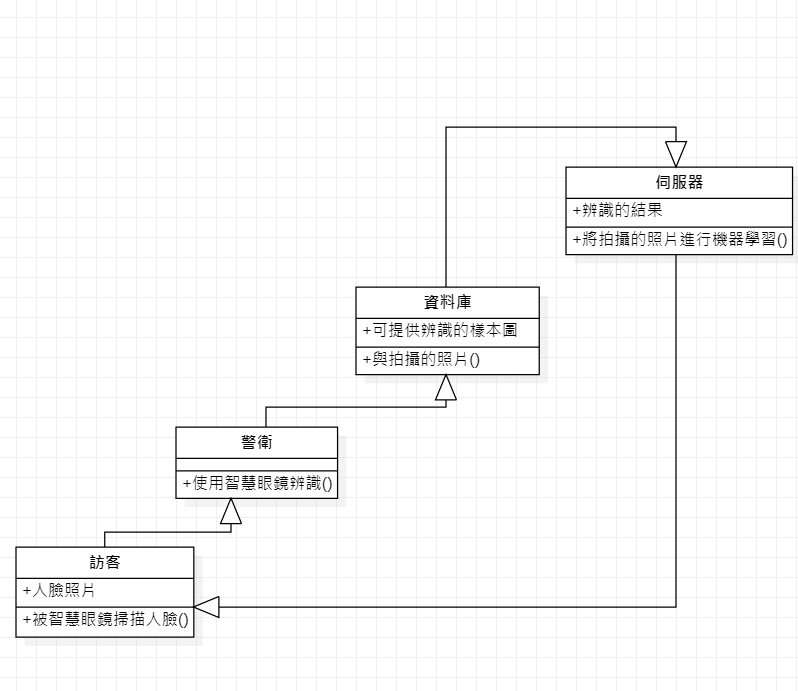 伺服器
+辨識的結果
+將拍攝的照片進行機器學習()
資料庫
+可提供辨識的樣本圖
+與拍攝的照片()
警衛
+使用智慧眼鏡辨識()
訪客
+人臉照片
+被智慧眼鏡掃描人臉()